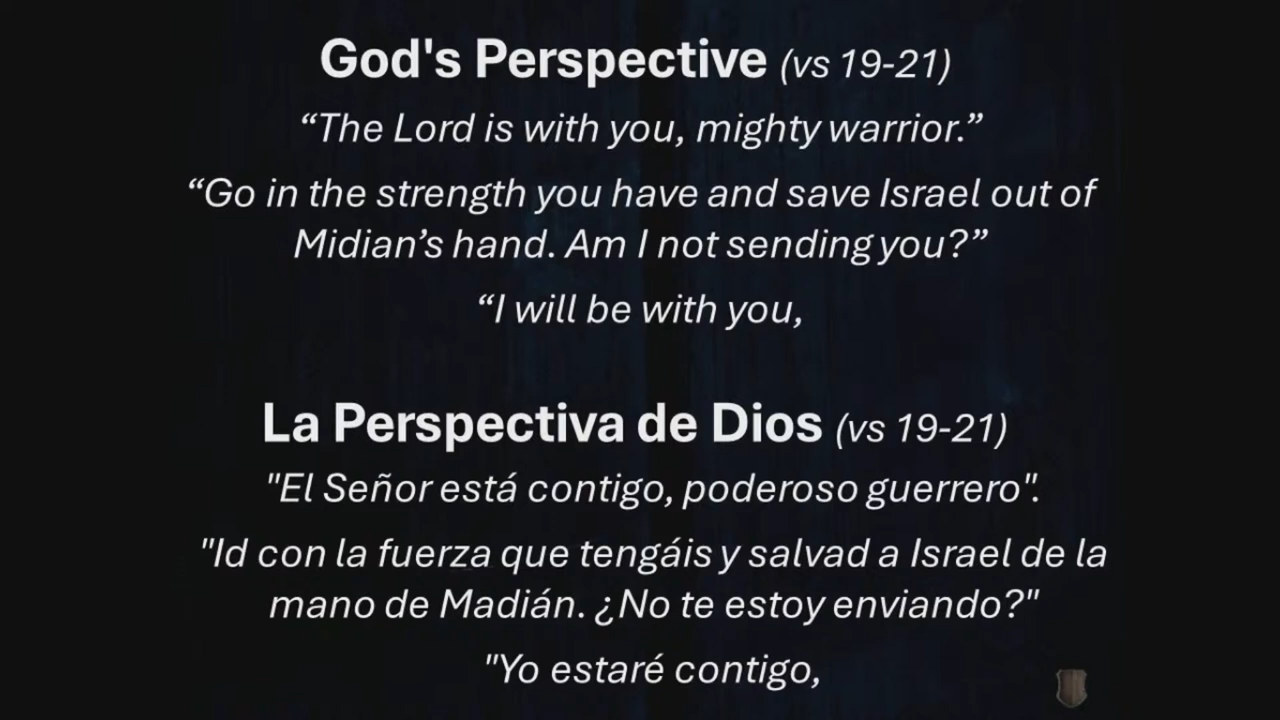 God's Perspective (vs 19-21)
“The Lord is with you, mighty warrior.”
“Go in the strength you have and save Israel out of
Midian’s hand. Am I not sending you?”
“I will be with you,
La Perspectiva de Dios (vs 19-21)
"El Señor está contigo, poderoso guerrero".
"Id con la fuerza que tengáis y salvad a Israel de la
mano de Madián. ¿No te estoy enviando?"
"Yo estaré contigo,